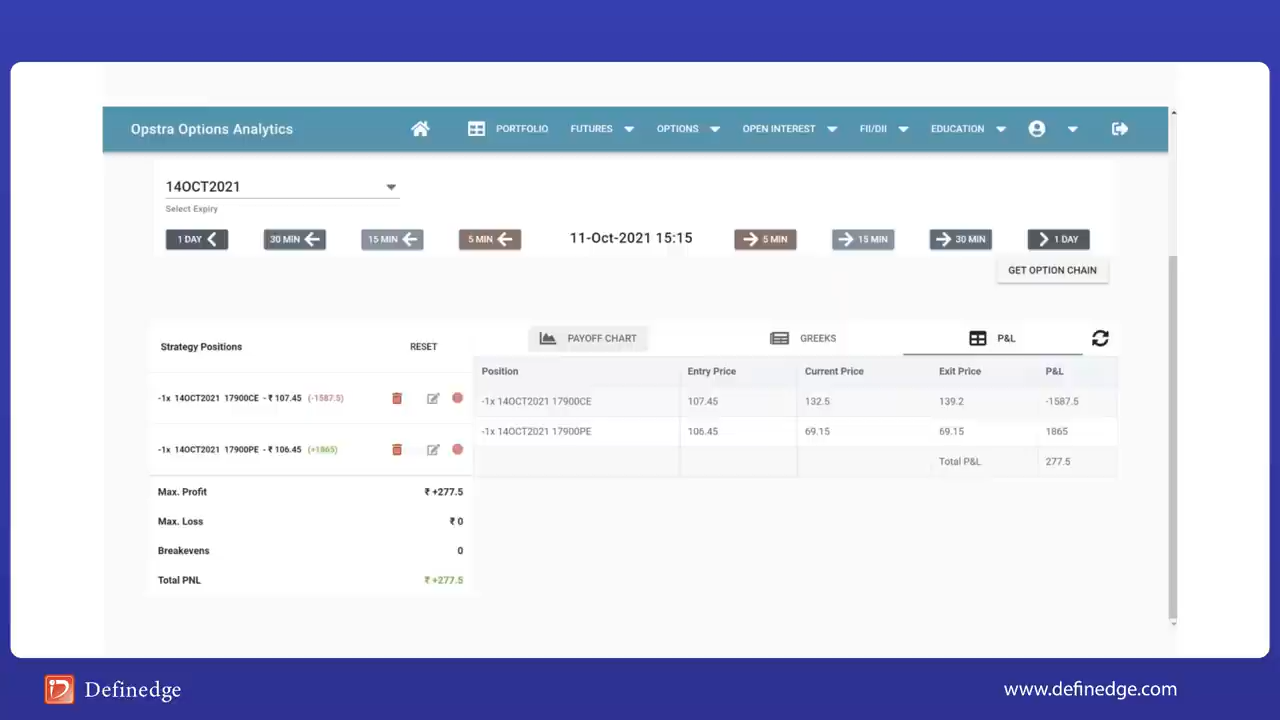 Opstra Options Analytics
PORTFOLIO FUTURES OPTIONS OPEN INTEREST FII/DII EDUCATION
14OCT2021
Select Expiry
1 DAY 30 MIN 15 MIN 5 MIN 11-Oct-2021 15:15 5 MIN 15 MIN 30 MIN 1 DAY
GET OPTION CHAIN
Strategy Positions RESET
-1x 14OCT2021 17900CE - ₹ 107.45 (-1587.5)
-1x 14OCT2021 17900PE - ₹ 106.45 (+1865)
Max. Profit ₹ +277.5
Max. Loss ₹ 0
Breakevens 0
Total PNL ₹ +277.5
PAYOFF CHART GREEKS P&L
Position Entry Price Current Price Exit Price P&L
-1x 14OCT2021 17900CE 107.45 132.5 139.2 -1587.5
-1x 14OCT2021 17900PE 106.45 69.15 69.15 1865
Total P&L 277.5
Definedge
www.definedge.com